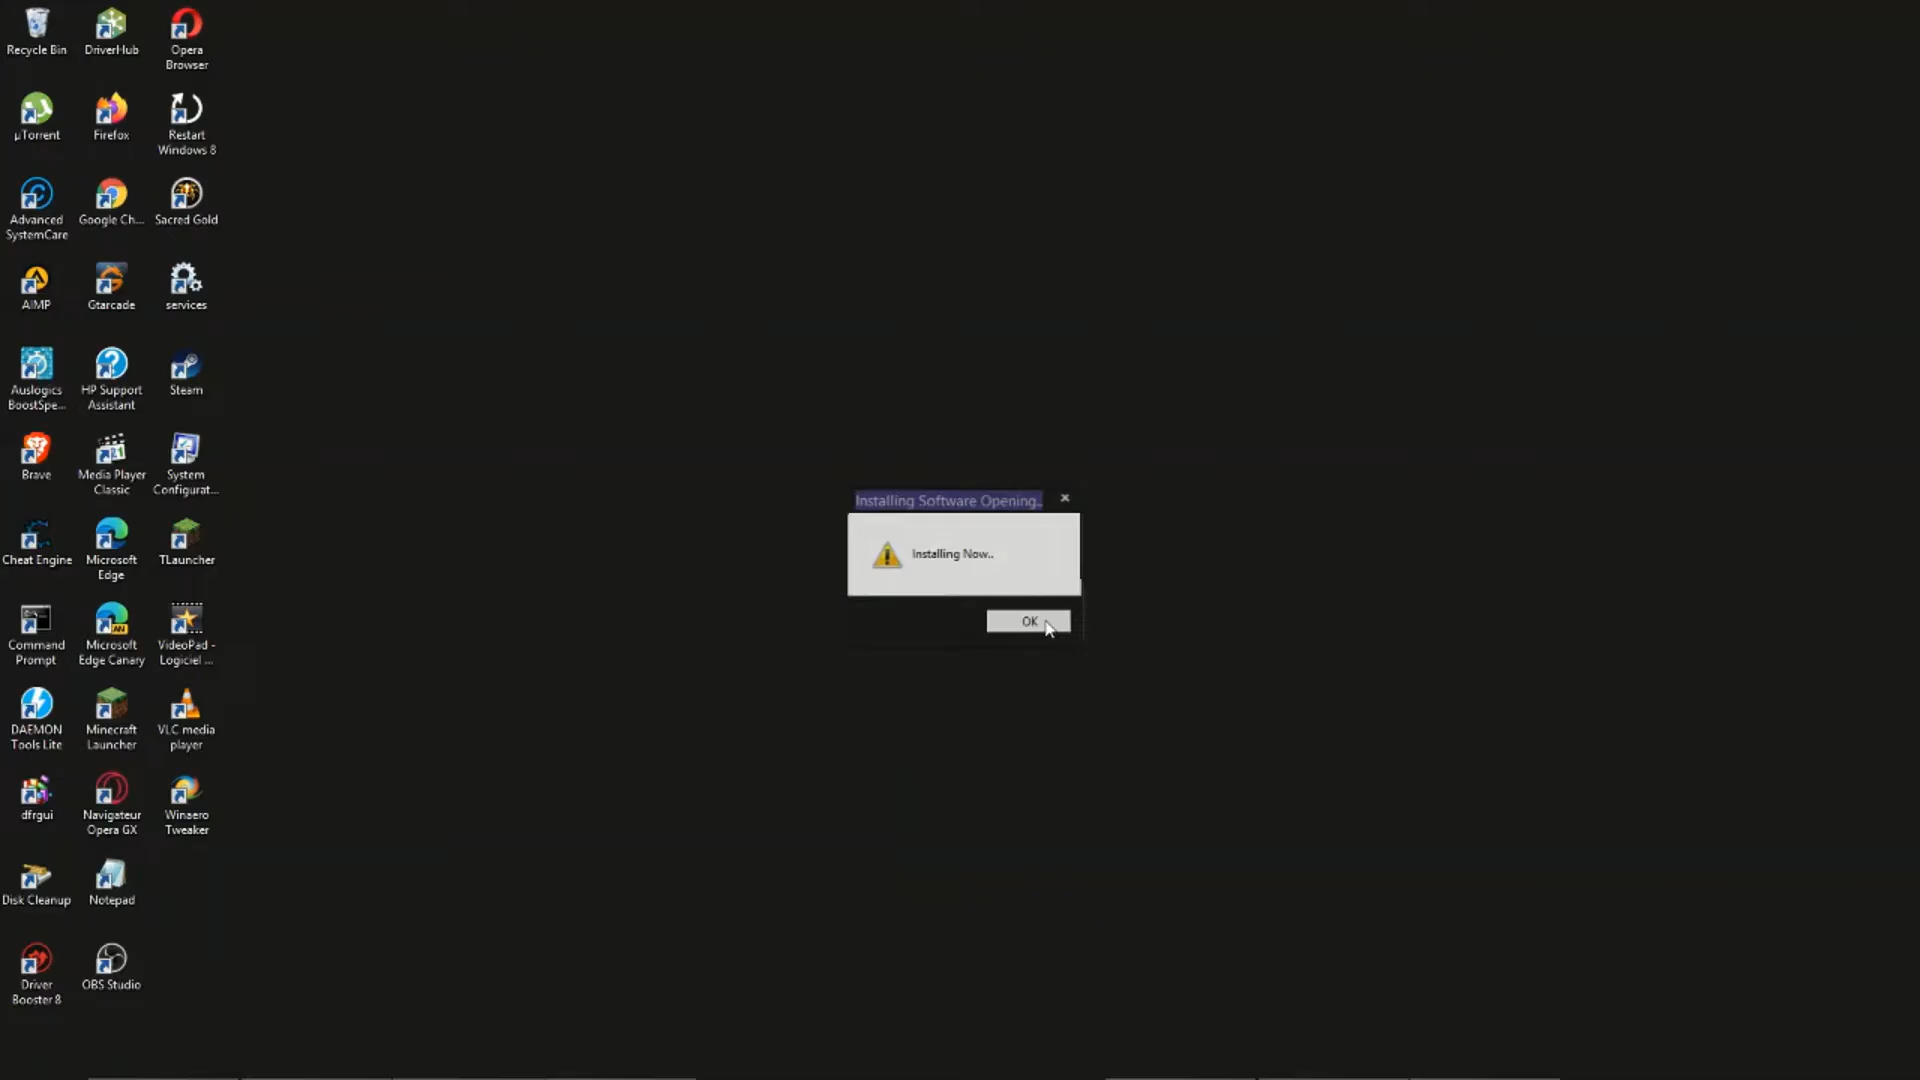 Recycle Bin
DriverHub
Opera
Browser
µTorrent
Firefox
Restart
Windows 8
Advanced
SystemCare
Google Ch...
Sacred Gold
AIMP
Gtarcade
services
Auslogics
BoostSpe...
HP Support
Assistant
Steam
Brave
Media Player
Classic
System
Configurat...
Cheat Engine
Microsoft
Edge
TLauncher
Command
Prompt
Microsoft
Edge Canary
VideoPad -
Logiciel ...
DAEMON
Tools Lite
Minecraft
Launcher
VLC media
player
dfrgui
Navigateur
Opera GX
Winaero
Tweaker
Disk Cleanup
Notepad
Driver
Booster 8
OBS Studio
Installing Software Opening..
Installing Now..
OK